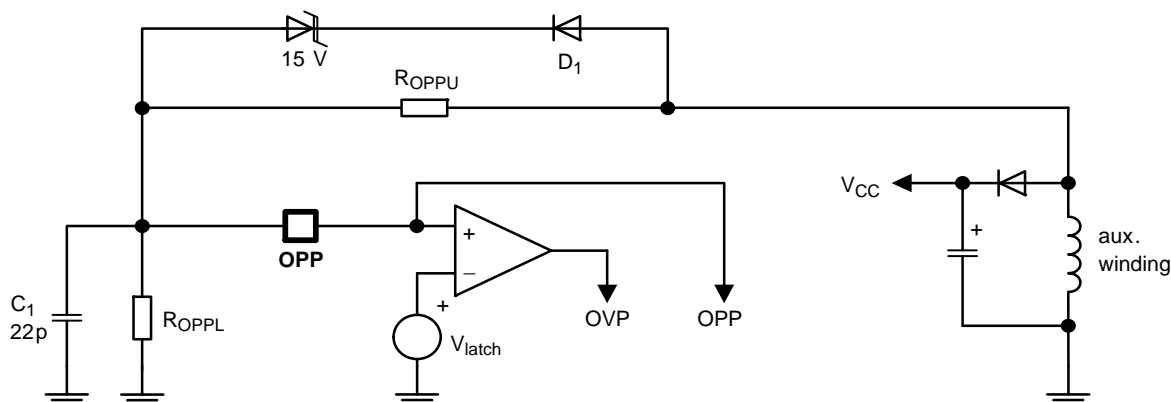 15 V
D1
ROPPU
VCC
+
aux.
winding
OPP
+
−
+
C1
22p
ROPPL
Vlatch
OVP
OPP